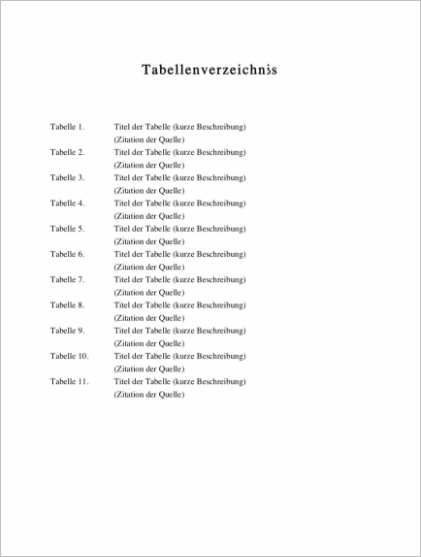 Tabellenverzeichnis
Tabelle 1. Titel der Tabelle (kurze Beschreibung)
(Zitation der Quelle)
Tabelle 2. Titel der Tabelle (kurze Beschreibung)
(Zitation der Quelle)
Tabelle 3. Titel der Tabelle (kurze Beschreibung)
(Zitation der Quelle)
Tabelle 4. Titel der Tabelle (kurze Beschreibung)
(Zitation der Quelle)
Tabelle 5. Titel der Tabelle (kurze Beschreibung)
(Zitation der Quelle)
Tabelle 6. Titel der Tabelle (kurze Beschreibung)
(Zitation der Quelle)
Tabelle 7. Titel der Tabelle (kurze Beschreibung)
(Zitation der Quelle)
Tabelle 8. Titel der Tabelle (kurze Beschreibung)
(Zitation der Quelle)
Tabelle 9. Titel der Tabelle (kurze Beschreibung)
(Zitation der Quelle)
Tabelle 10. Titel der Tabelle (kurze Beschreibung)
(Zitation der Quelle)
Tabelle 11. Titel der Tabelle (kurze Beschreibung)
(Zitation der Quelle)